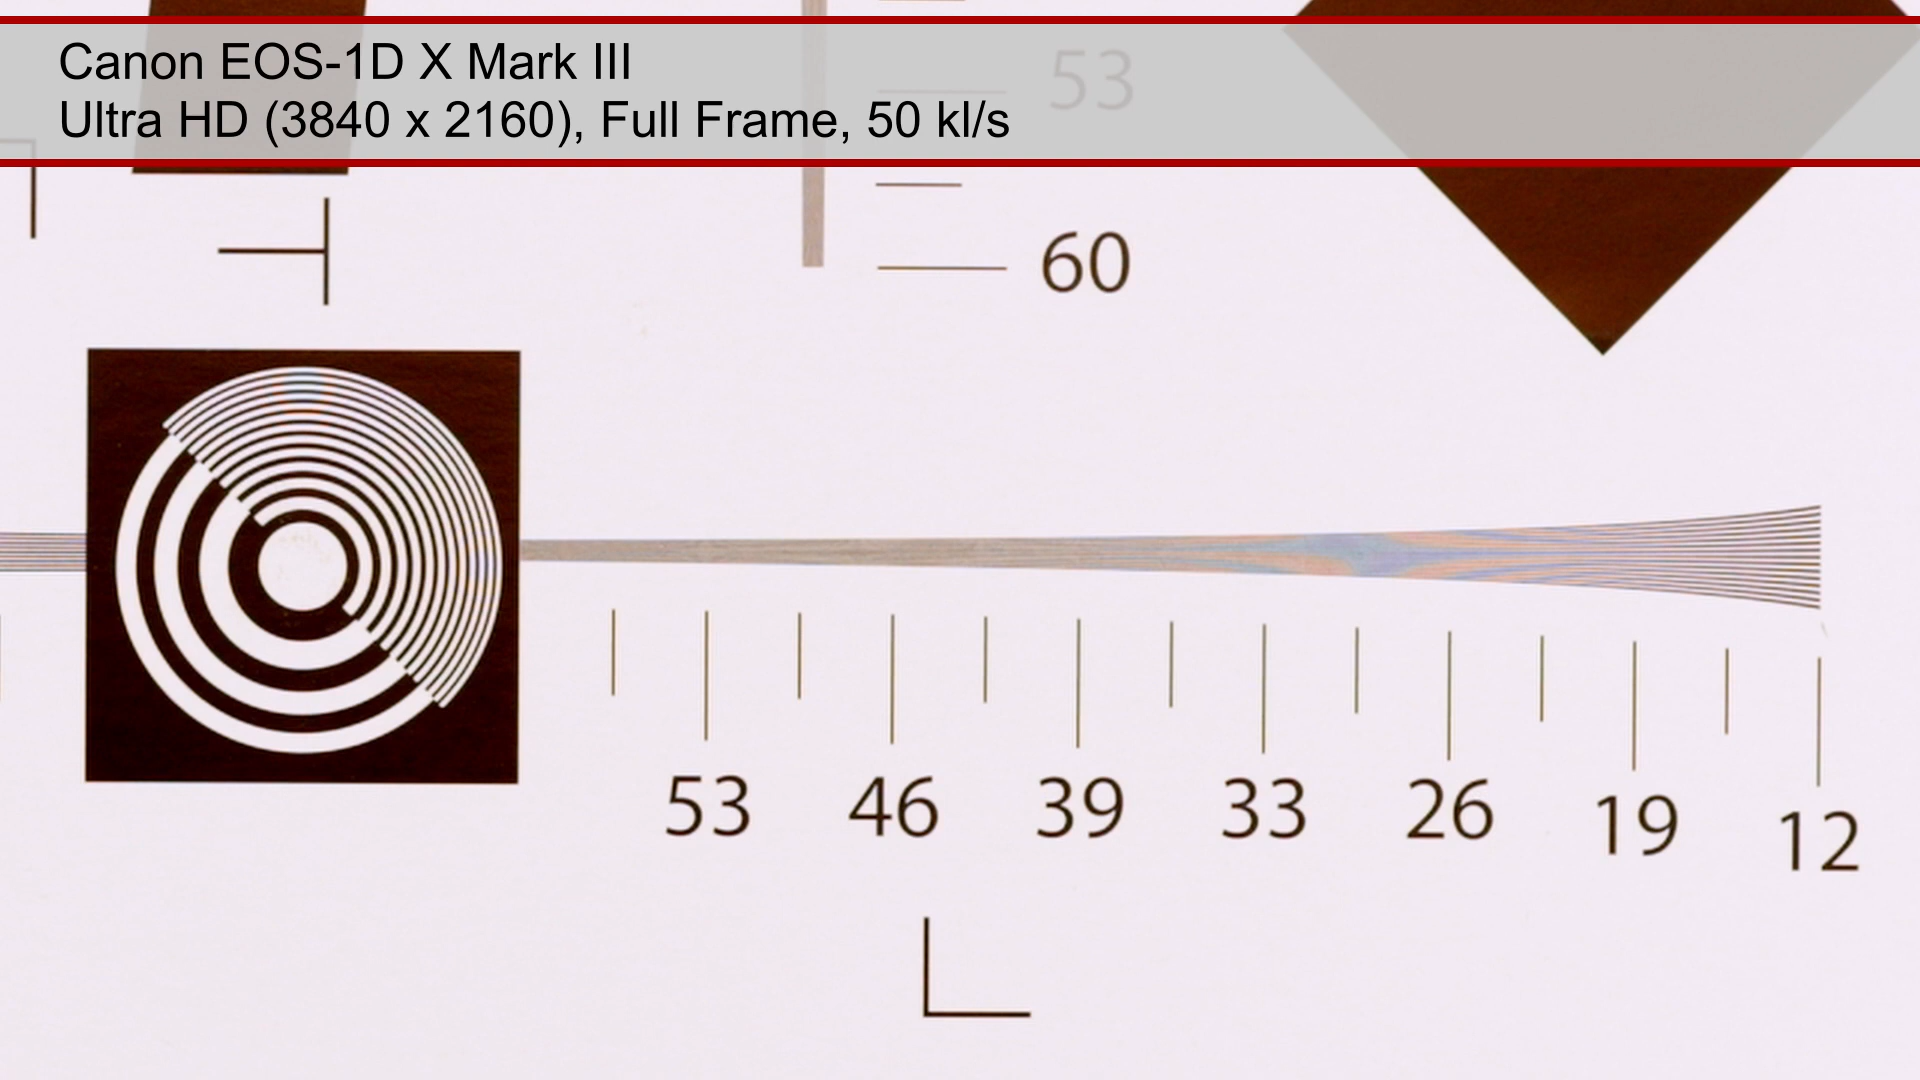 Canon EOS-1D X Mark III
Ultra HD (3840 x 2160), Full Frame, 50 kl/s
53
60
53 46 39 33 26 19 12